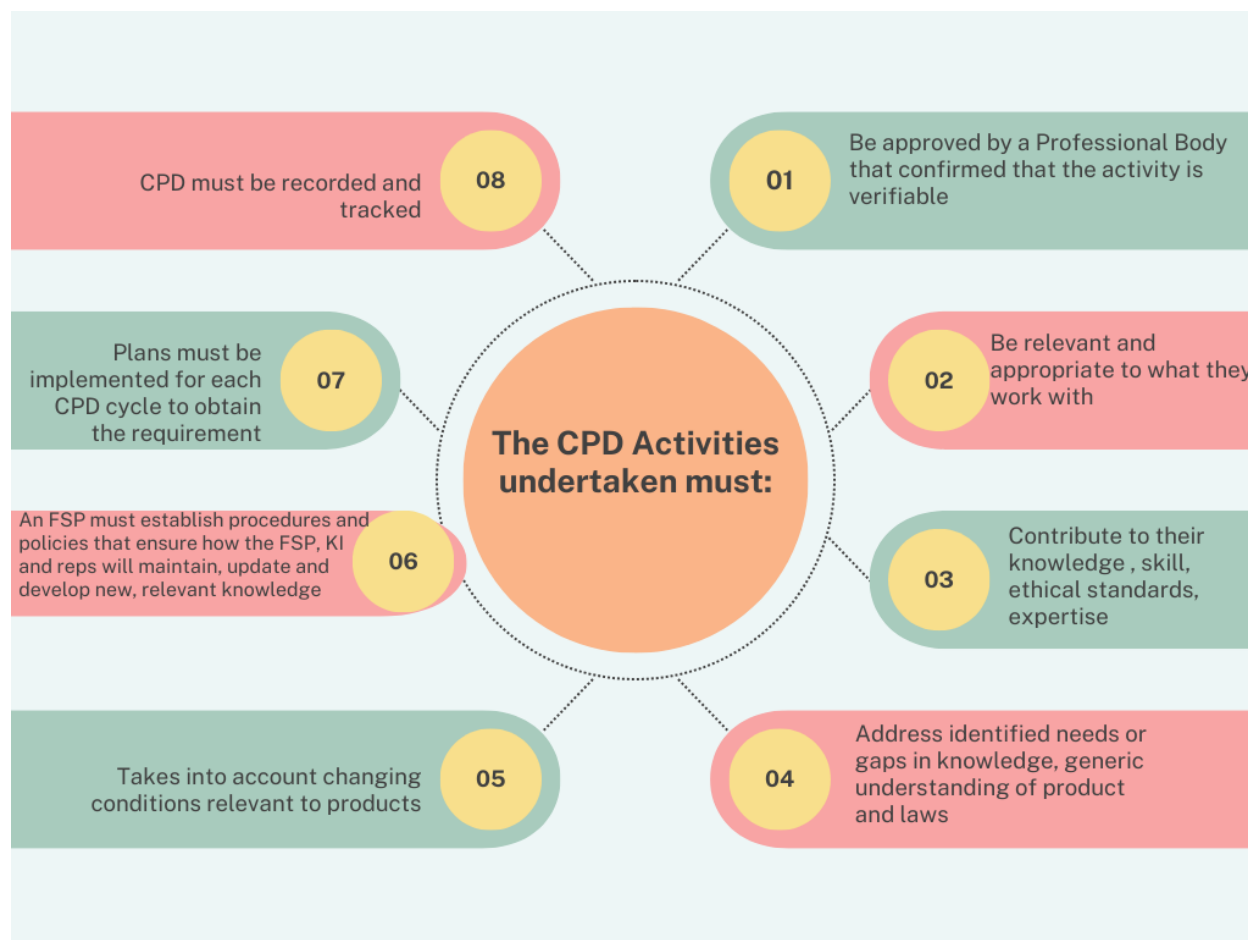 The CPD Activities
undertaken must:
01
Be approved by a Professional Body
that confirmed that the activity is
verifiable
02
Be relevant and
appropriate to what they
work with
03
Contribute to their
knowledge , skill,
ethical standards,
expertise
04
Address identified needs or
gaps in knowledge, generic
understanding of product
and laws
05
Takes into account changing
conditions relevant to products
06
An FSP must establish procedures and
policies that ensure how the FSP, KI
and reps will maintain, update and
develop new, relevant knowledge
07
Plans must be
implemented for each
CPD cycle to obtain
the requirement
08
CPD must be recorded and
tracked